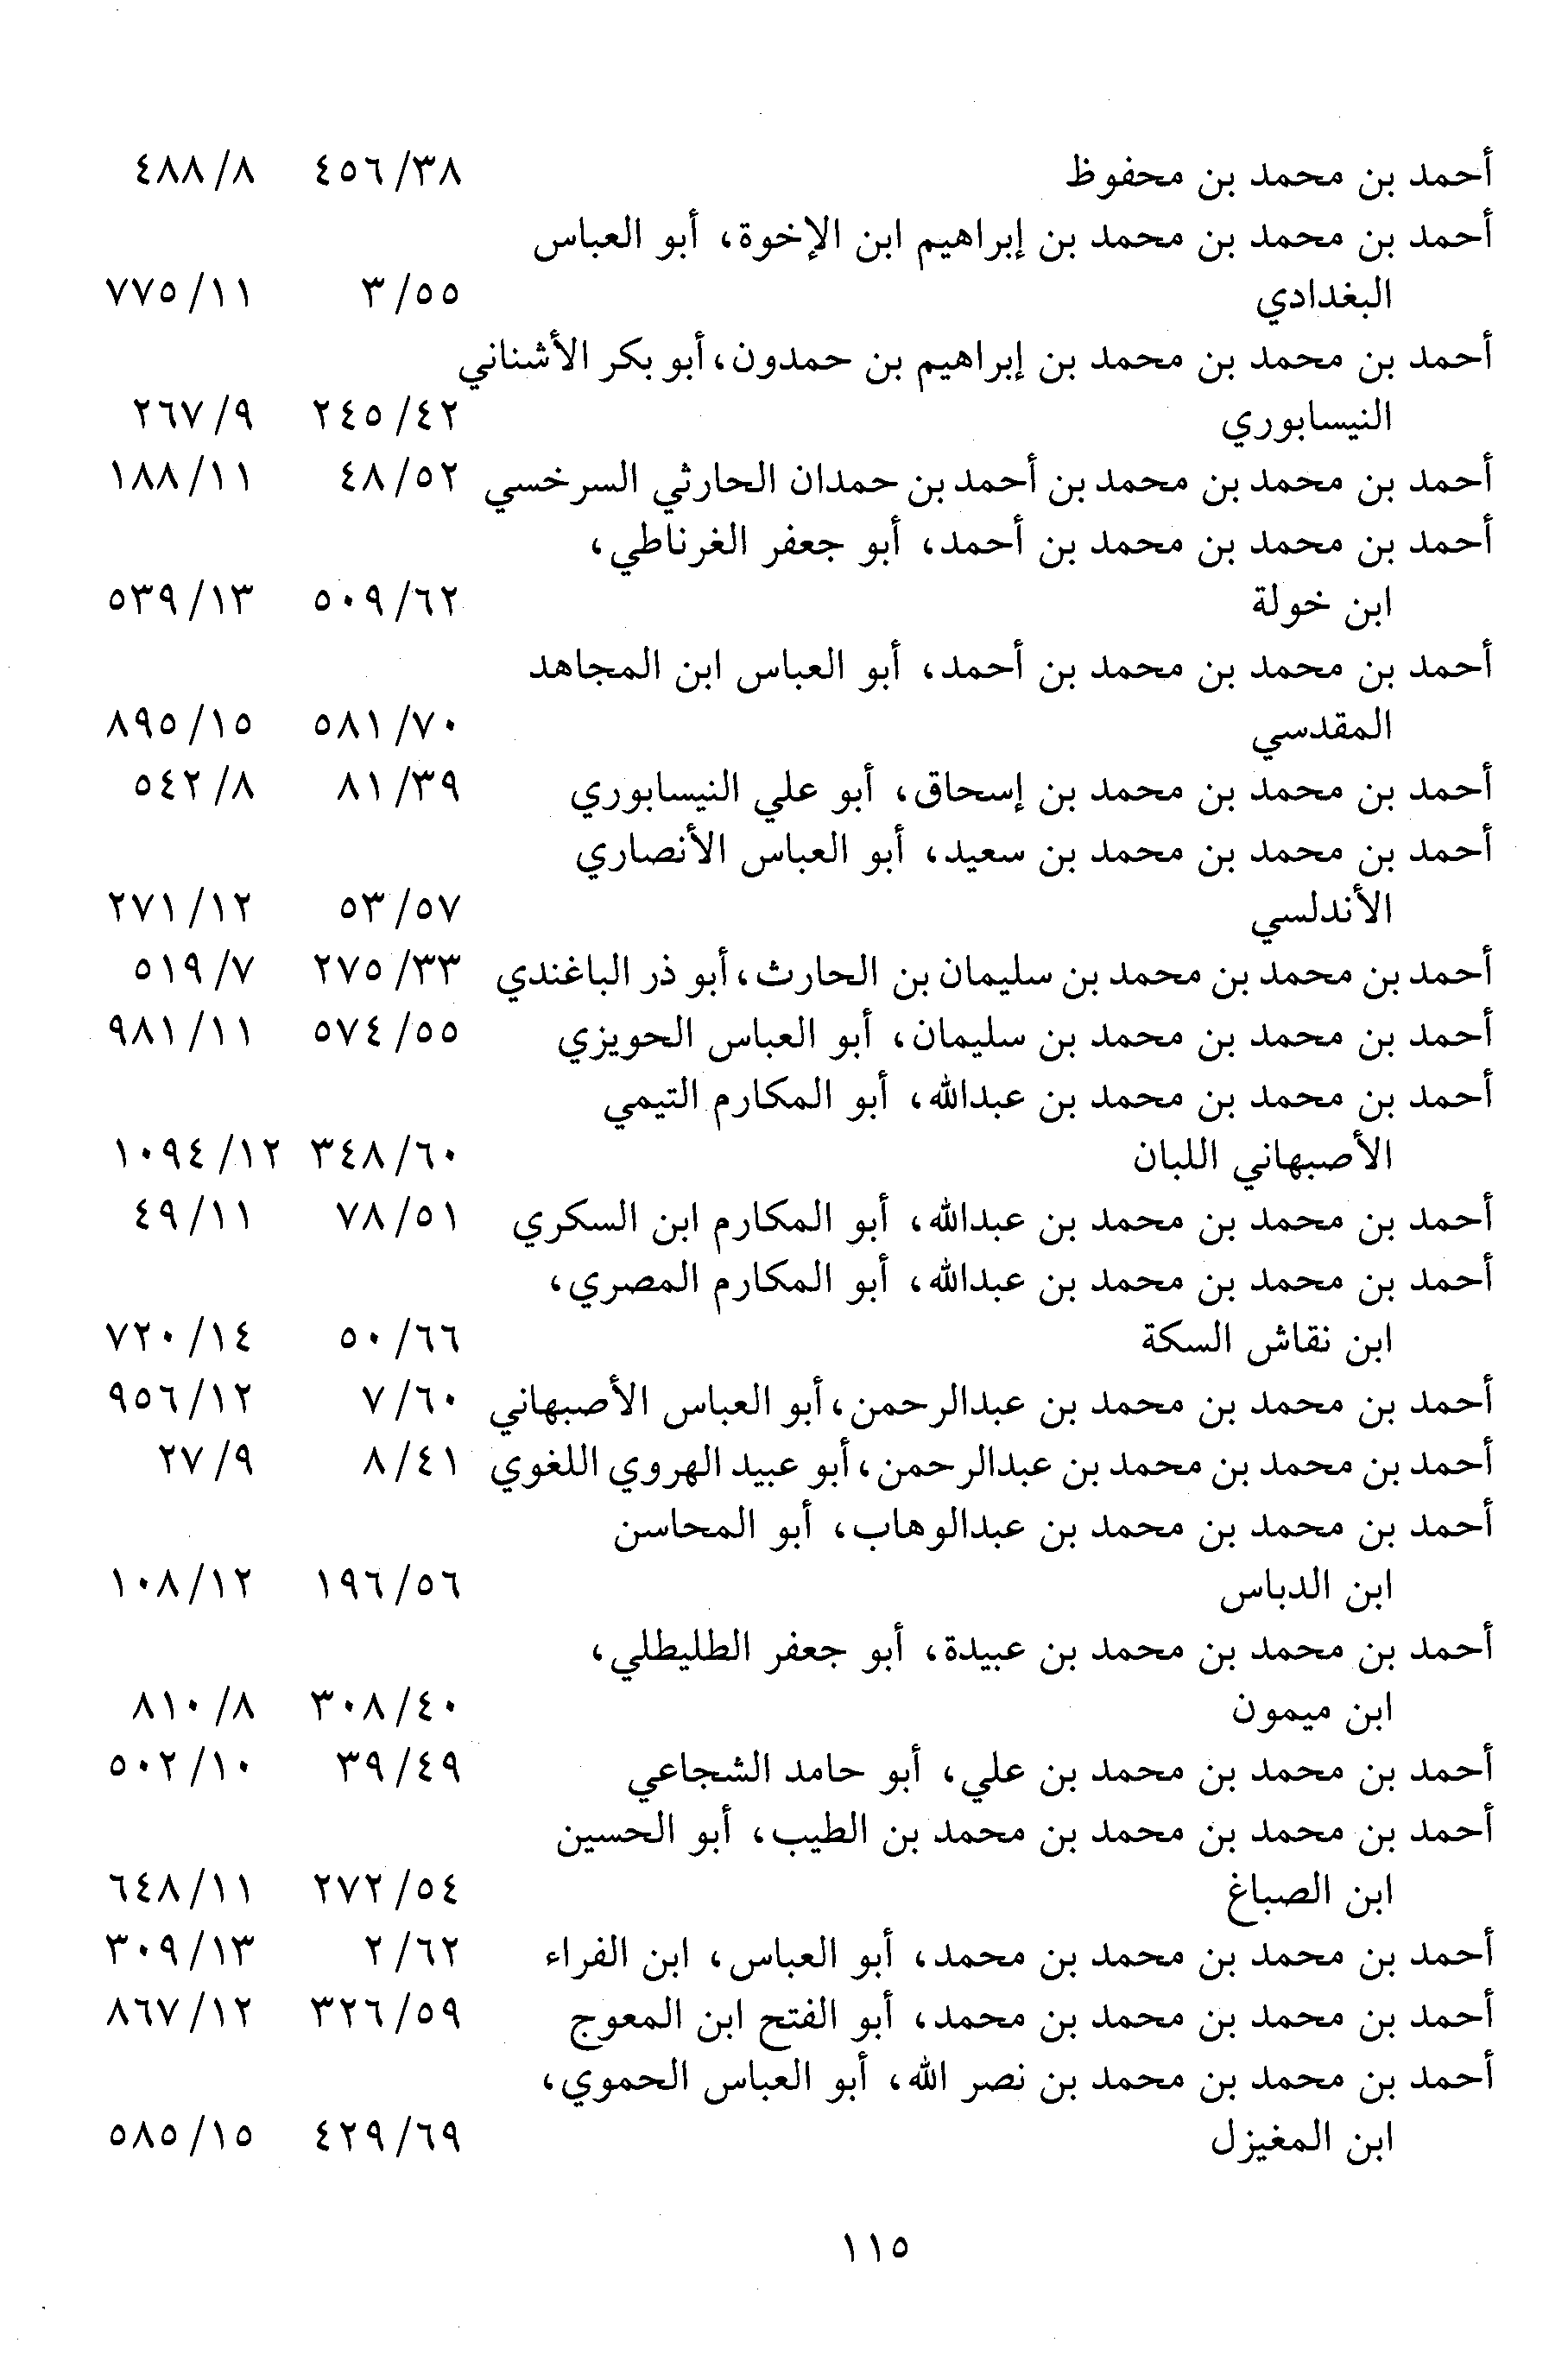 أحمد بن محمد بن محفوظ ٤٥٦/٣٨ ٤٨٨/٨
أحمد بن محمد بن محمد بن إبراهيم ابن الإخوة، أبو العباس
البغدادي ٣/٥٥ ٧٧٥/١١
أحمد بن محمد بن محمد بن إبراهيم بن حمدون، أبو بكر الأشناني
النيسابوري ٢٤٥/٤٢ ٢٦٧/٩
أحمد بن محمد بن محمد بن أحمد بن حمدان الحارثي السرخسي ٤٨/٥٢ ١٨٨/١١
أحمد بن محمد بن محمد بن أحمد، أبو جعفر الغرناطي،
ابن خولة ٥٠٩/٦٢ ٥٣٩/١٣
أحمد بن محمد بن محمد بن أحمد، أبو العباس ابن المجاهد
المقدسي ٥٨١/٧٠ ٨٩٥/١٥
أحمد بن محمد بن محمد بن إسحاق، أبو علي النيسابوري ٨١/٣٩ ٥٤٢/٨
أحمد بن محمد بن محمد بن سعيد، أبو العباس الأنصاري
الأندلسي ٥٣/٥٧ ٢٧١/١٢
أحمد بن محمد بن محمد بن سليمان بن الحارث، أبو ذر الباغندي ٢٧٥/٣٣ ٥١٩/٧
أحمد بن محمد بن محمد بن سليمان، أبو العباس الحويزي ٥٧٤/٥٥ ٩٨١/١١
أحمد بن محمد بن محمد بن عبدالله، أبو المكارم التيمي
الأصبهاني اللبان ٣٤٨/٦٠ ١٠٩٤/١٢
أحمد بن محمد بن محمد بن عبدالله، أبو المكارم ابن السكري ٧٨/٥١ ٤٩/١١
أحمد بن محمد بن محمد بن عبدالله، أبو المكارم المصري،
ابن نقاش السكة ٥٠/٦٦ ٧٢٠/١٤
أحمد بن محمد بن محمد بن عبدالرحمن، أبو العباس الأصبهاني ٧/٦٠ ٩٥٦/١٢
أحمد بن محمد بن محمد بن عبدالرحمن، أبو عبيد الهروي اللغوي ٨/٤١ ٢٧/٩
أحمد بن محمد بن محمد بن عبدالوهاب، أبو المحاسن
ابن الدباس ١٩٦/٥٦ ١٠٨/١٢
أحمد بن محمد بن محمد بن عبيدة، أبو جعفر الطليطلي،
ابن ميمون ٣٠٨/٤٠ ٨١٠/٨
أحمد بن محمد بن محمد بن علي، أبو حامد الشجاعي ٣٩/٤٩ ٥٠٢/١٠
أحمد بن محمد بن محمد بن محمد بن الطيب، أبو الحسين
ابن الصباغ ٢٧٢/٥٤ ٦٤٨/١١
أحمد بن محمد بن محمد بن محمد، أبو العباس، ابن الفراء ٢/٦٢ ٣٠٩/١٣
أحمد بن محمد بن محمد بن محمد، أبو الفتح ابن المعوج ٣٢٦/٥٩ ٨٦٧/١٢
أحمد بن محمد بن محمد بن نصر الله، أبو العباس الحموي،
ابن المغيزل ٤٢٩/٦٩ ٥٨٥/١٥
١١٥